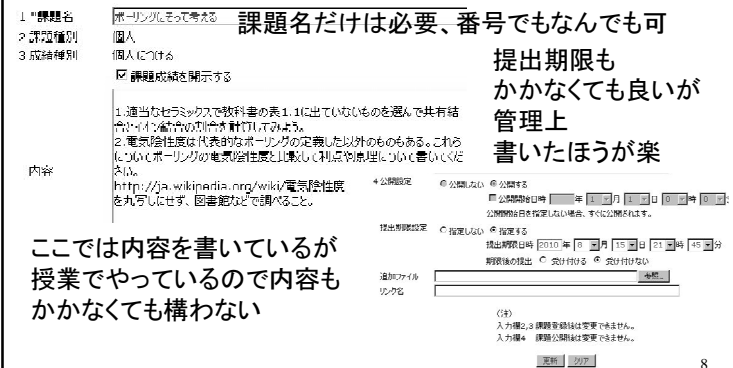 1 *課題名 ポーリングにそって考える
課題名だけは必要、番号でもなんでも可
2 課題種別 個人
3 成績種別 個人につける
課題成績を開示する
提出期限も
かかなくても良いが
管理上
書いたほうが楽
内容
1.適当なセラミックスで教科書の表1.1に出ていないものを選んで共有結
合とイオン結合の割合を計算してみよう。
2.電気陰性度は代表的なポーリングの定義した以外のものもある。これら
についてポーリングの電気陰性度と比較して利点や原理について書いてくだ
さい。
http://ja.wikipedia.org/wiki/電気陰性度
を丸写しにせず、図書館などで調べること。
4 公開設定 公開しない 公開する
公開開始日時 年 1 月 1 日 0 時 0 分
公開開始日を指定しない場合、すぐに公開されます。
提出期限設定 指定しない 指定する
提出期限日時 2010 年 8 月 15 日 21 時 45 分
期限後の提出 受け付ける 受け付けない
追加ファイル 参照...
リンク名
ここでは内容を書いているが
授業でやっているので内容も
かかなくても構わない
(注)
入力欄2,3 課題登録後は変更できません。
入力欄4 課題公開後は変更できません。
更新 クリア
8